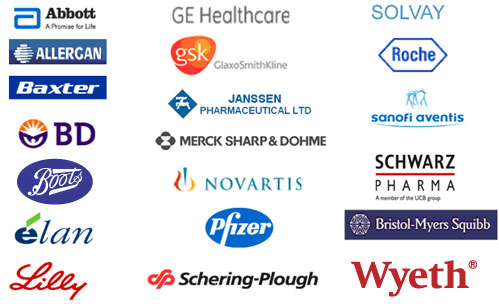 Abbott
A Promise for Life
ALLERGAN
Baxter
BD
Boots
élan
Lilly
GE Healthcare
gsk
GlaxoSmithKline
JANSSEN
PHARMACEUTICAL LTD
MERCK SHARP & DOHME
NOVARTIS
Pfizer
Schering-Plough
SOLVAY
Roche
sanofi aventis
SCHWARZ
PHARMA
A member of the UCB group
Bristol-Myers Squibb
Wyeth®